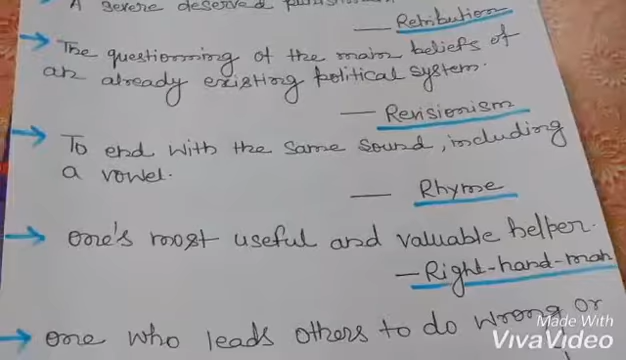 A severe deserved punishment
— Retribution
→ The questionning of the main beliefs of
an already existing political system.
— Revisionism
→ To end with the same sound, including
a vowel.
— Rhyme
→ one's most useful and valuable helper.
— Right-hand-man
→ one who leads others to do wrong or
Made With
VivaVideo